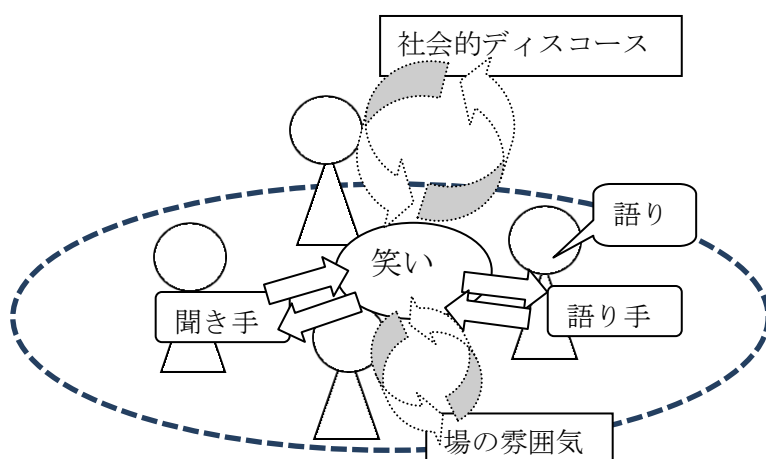 社会的ディスコース
語り
笑い
聞き手
語り手
場の雰囲気